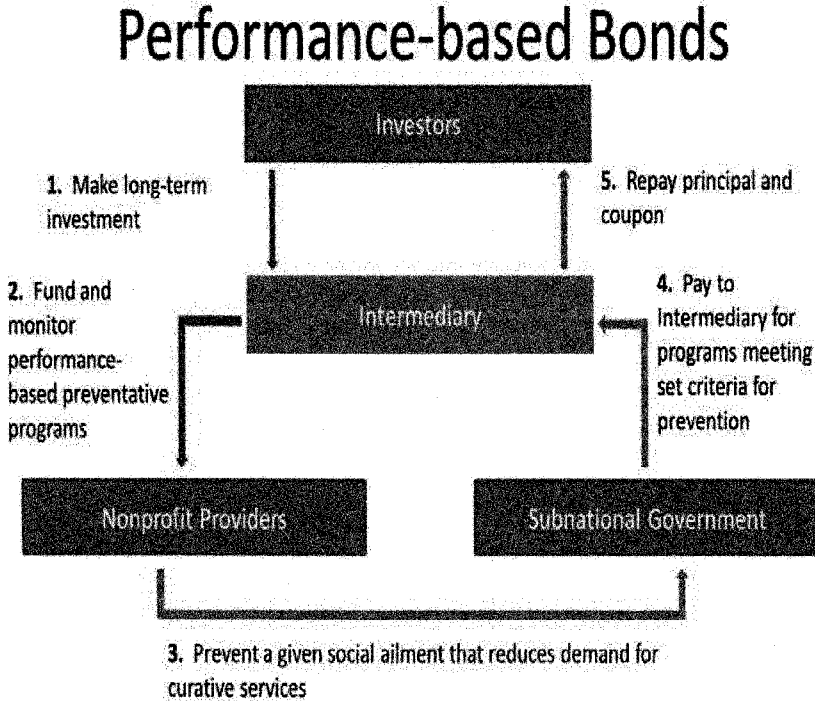 Performance-based Bonds
Investors
1. Make long-term
investment
5. Repay principal and
coupon
2. Fund and
monitor
performance-
based preventative
programs
Intermediary
4. Pay to
Intermediary for
programs meeting
set criteria for
prevention
Nonprofit Providers
Subnational Government
3. Prevent a given social ailment that reduces demand for
curative services